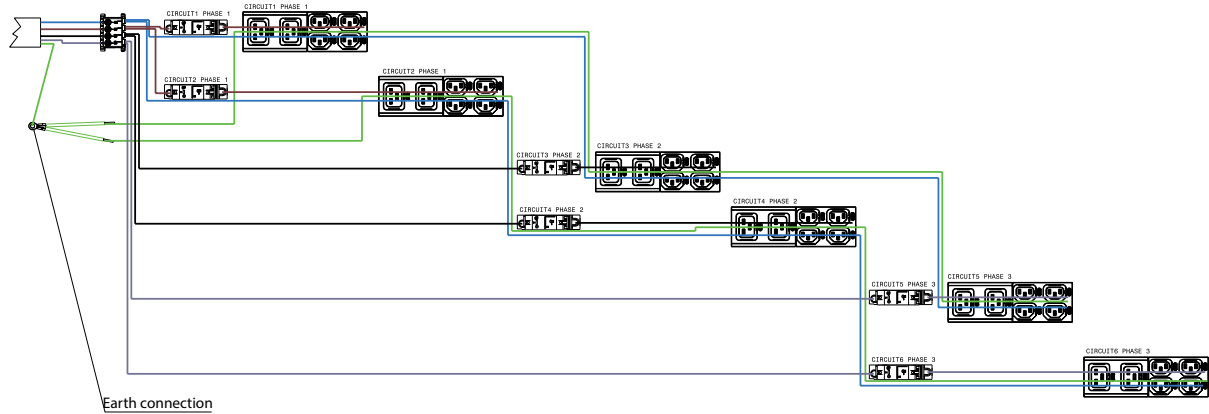 CIRCUIT1 PHASE 1
CIRCUIT1 PHASE 1
CIRCUIT2 PHASE 1
CIRCUIT2 PHASE 1
CIRCUIT3 PHASE 2
CIRCUIT3 PHASE 2
CIRCUIT4 PHASE 2
CIRCUIT4 PHASE 2
CIRCUIT5 PHASE 3
CIRCUIT5 PHASE 3
CIRCUIT6 PHASE 3
CIRCUIT6 PHASE 3
Earth connection